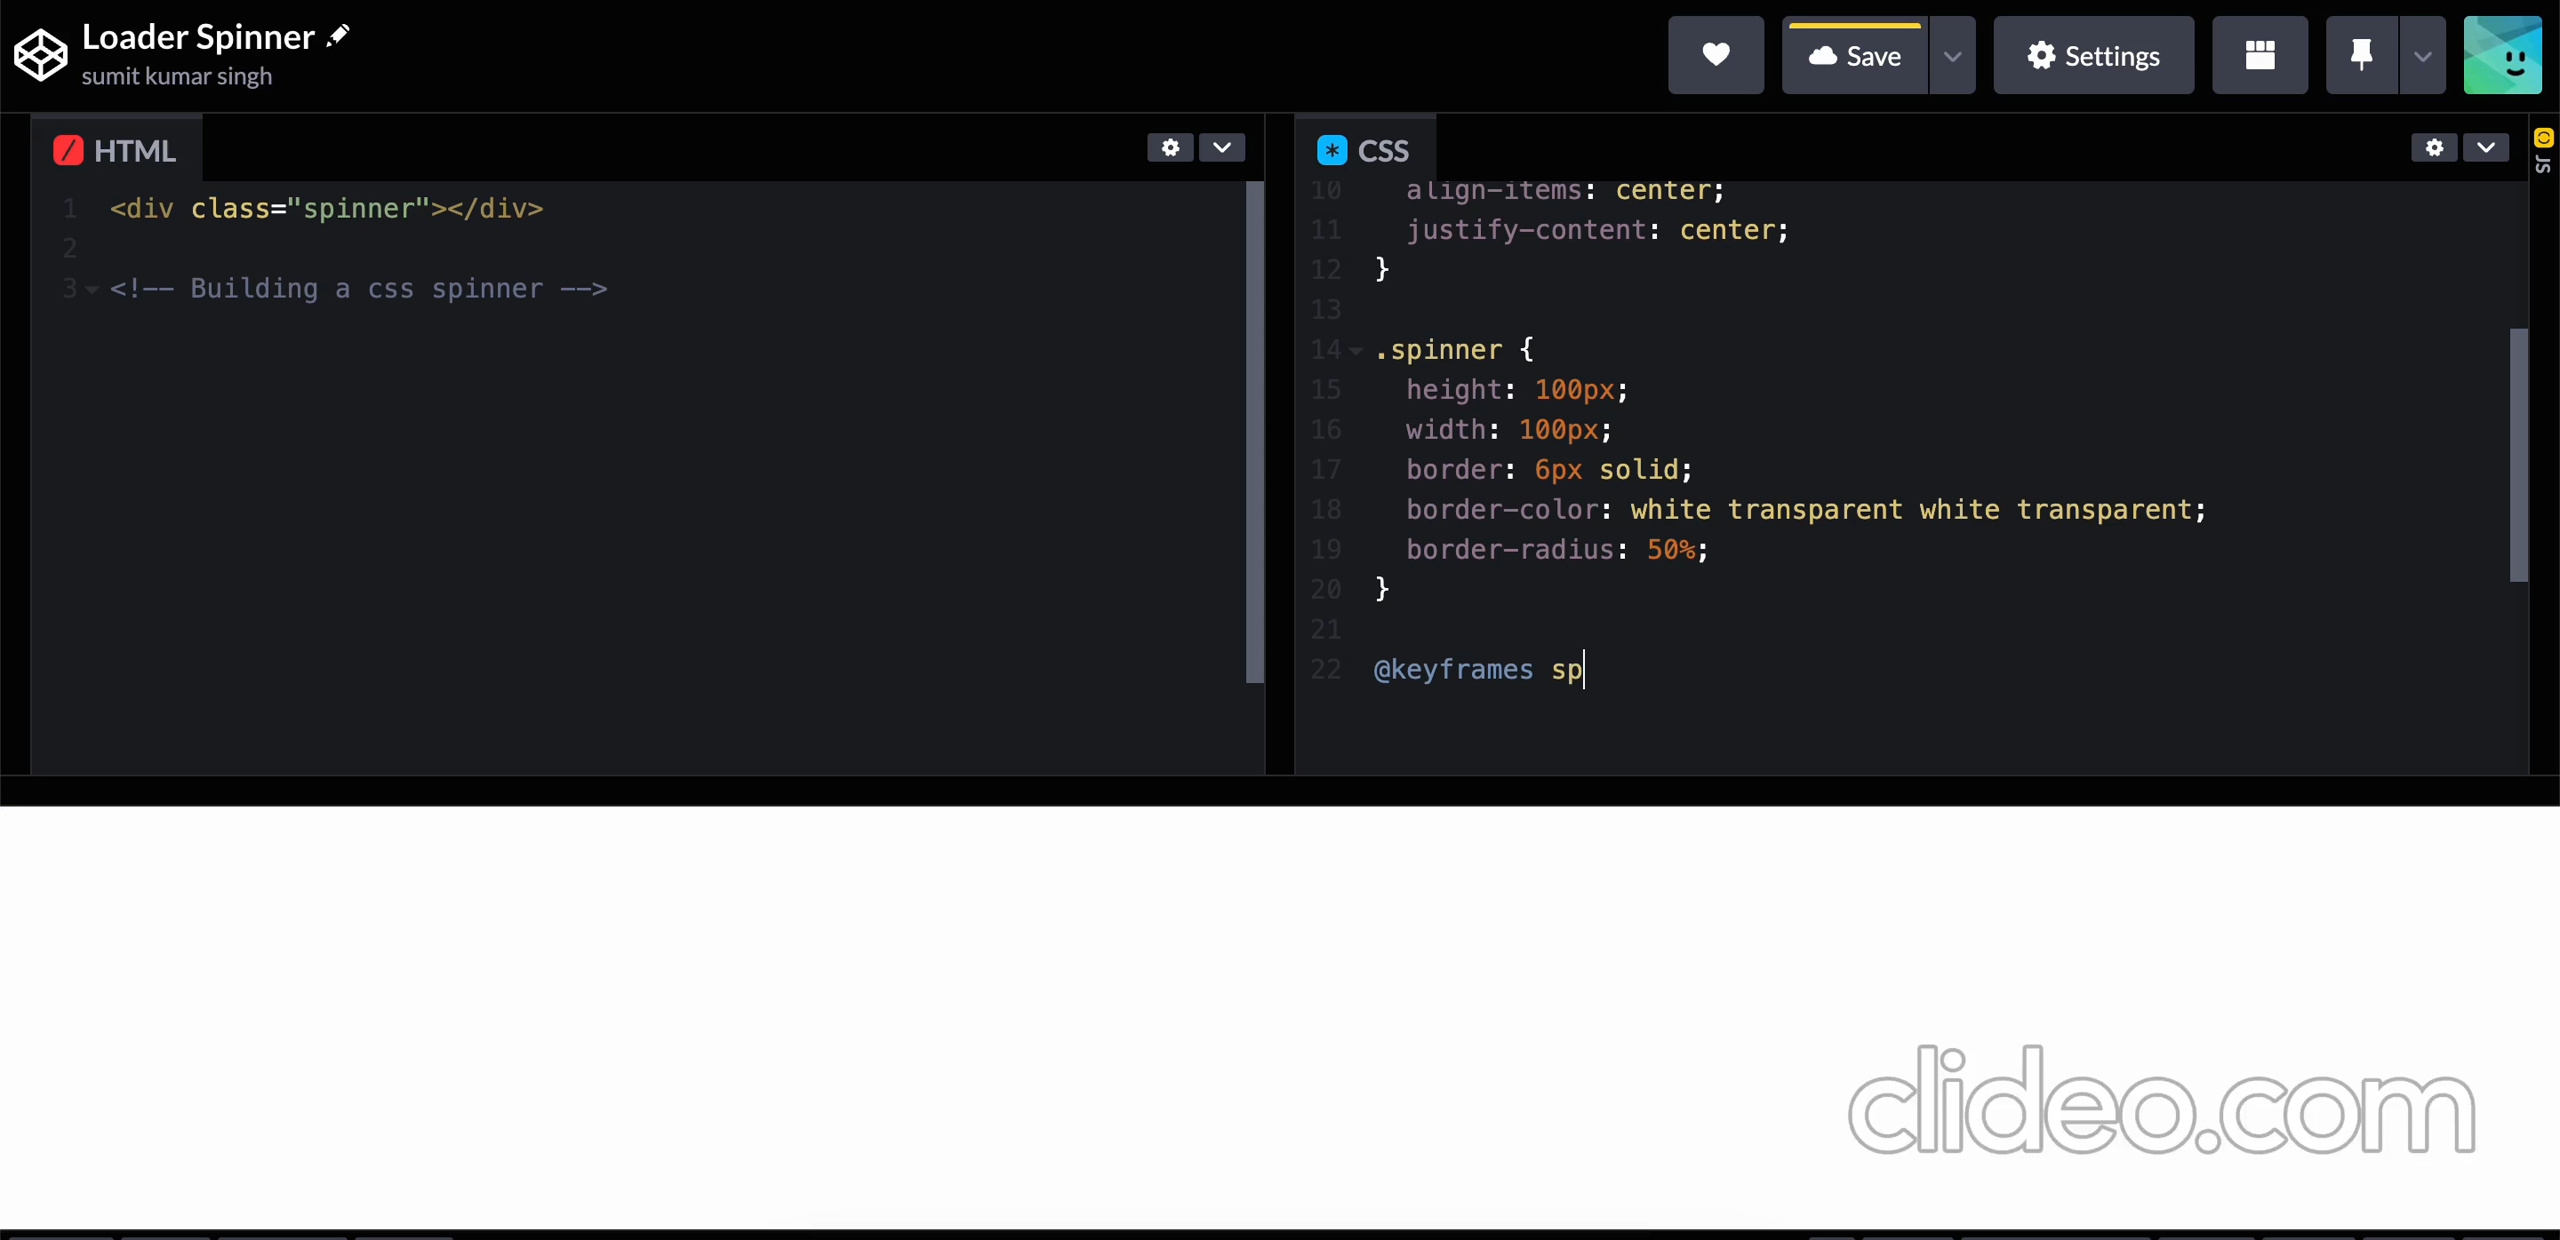 Loader Spinner
sumit kumar singh
Save
Settings
HTML
1 <div class="spinner"></div>
2
3 <!-- Building a css spinner -->
CSS
10 align-items: center;
11 justify-content: center;
12 }
13
14 .spinner {
15 height: 100px;
16 width: 100px;
17 border: 6px solid;
18 border-color: white transparent white transparent;
19 border-radius: 50%;
20 }
21
22 @keyframes sp
JS
clideo.com